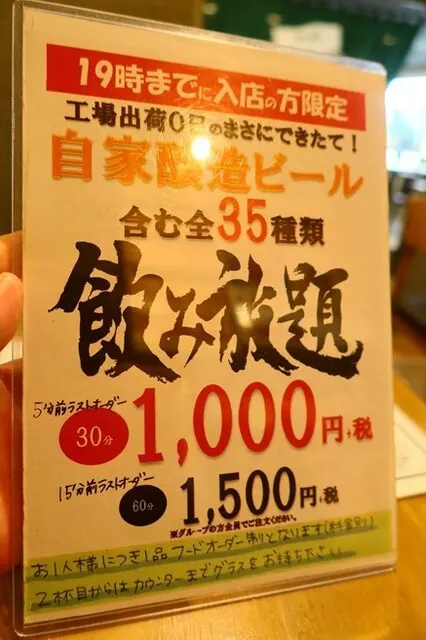 19時までに入店の方限定
工場出荷0日のまさにできたて！
自家醸造ビール
含む全35種類
飲み放題
5分前ラストオーダー
30分 1,000円+税
15分前ラストオーダー
60分 1,500円+税
※グループの方全員でご注文ください。
お1人様につき1品フードオーダー制となります(料金別)
2杯目からはカウンターまでグラスをお持ち下さい